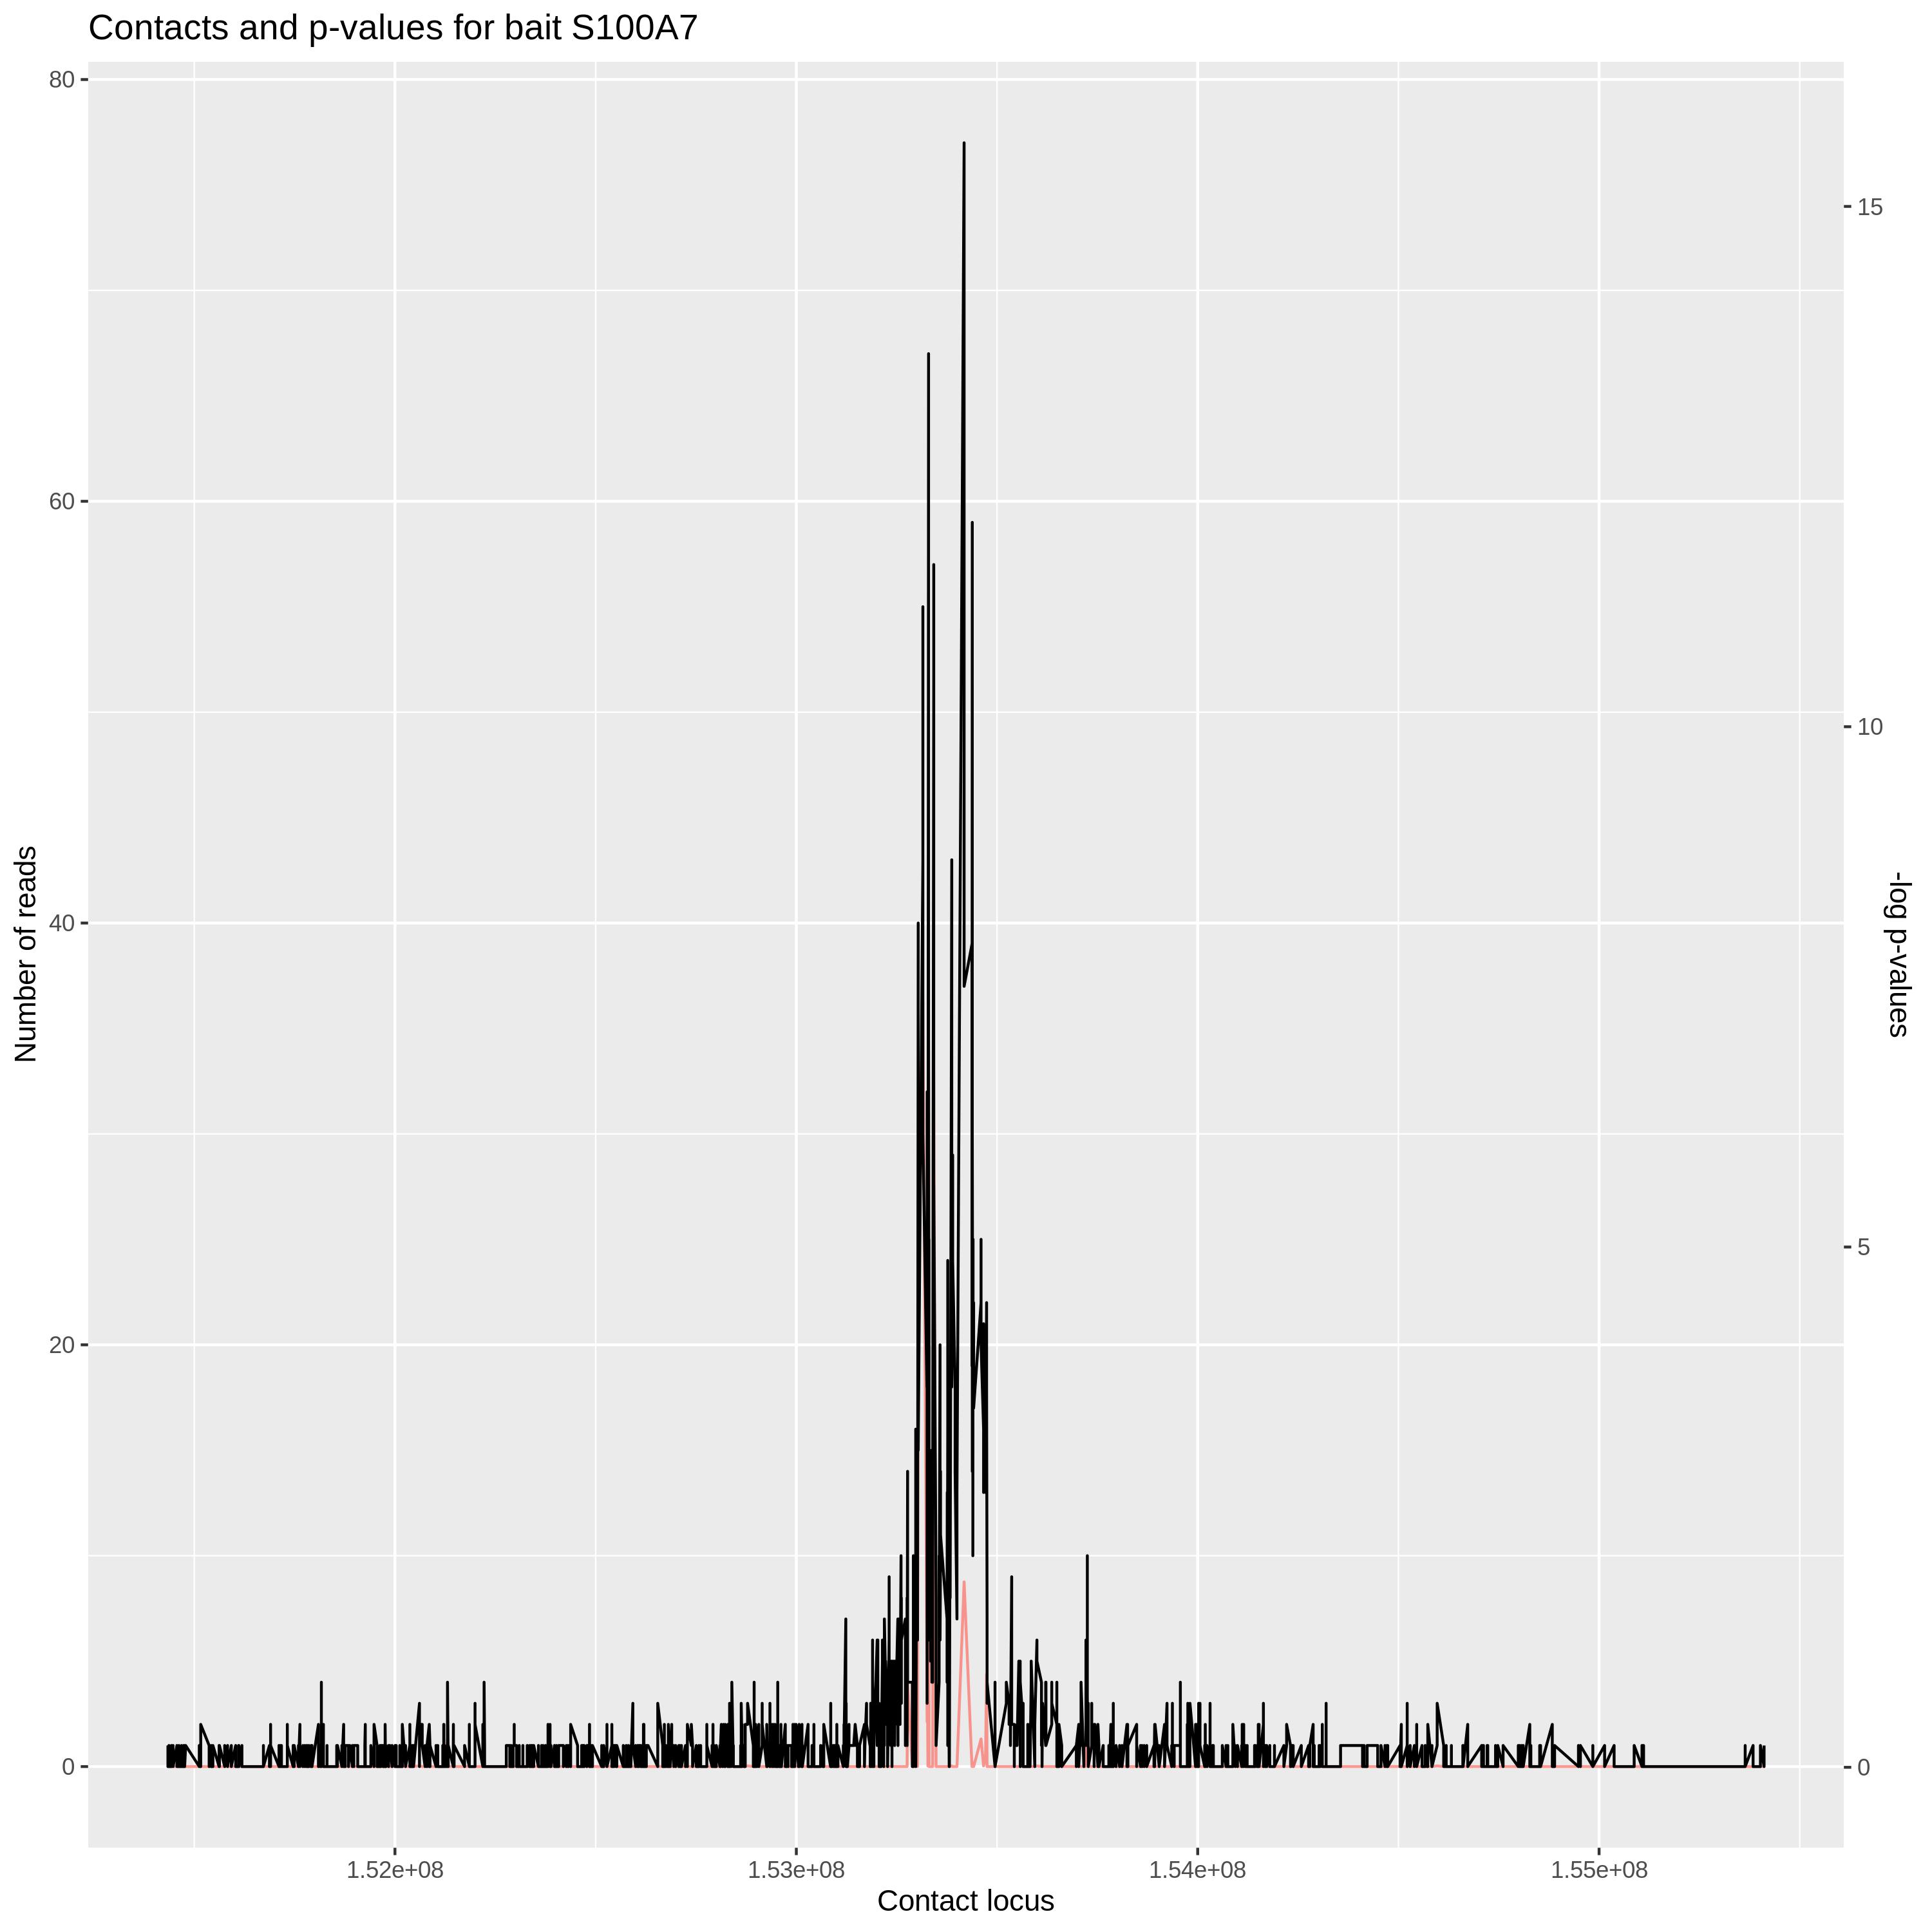 Contacts and p-values for bait S100A7
80
60
40
20
0
15
10
5
0
Number of reads
-log p-values
1.52e+08 1.53e+08 1.54e+08 1.55e+08
Contact locus